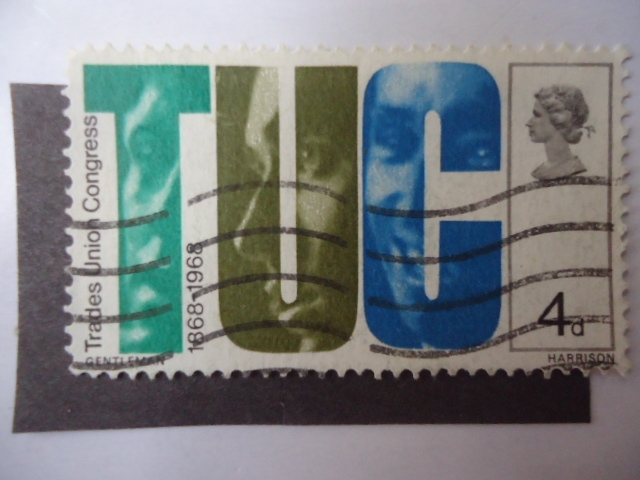 Trades Union Congress
1868-1968
TUC
4d
GENTLEMAN
HARRISON